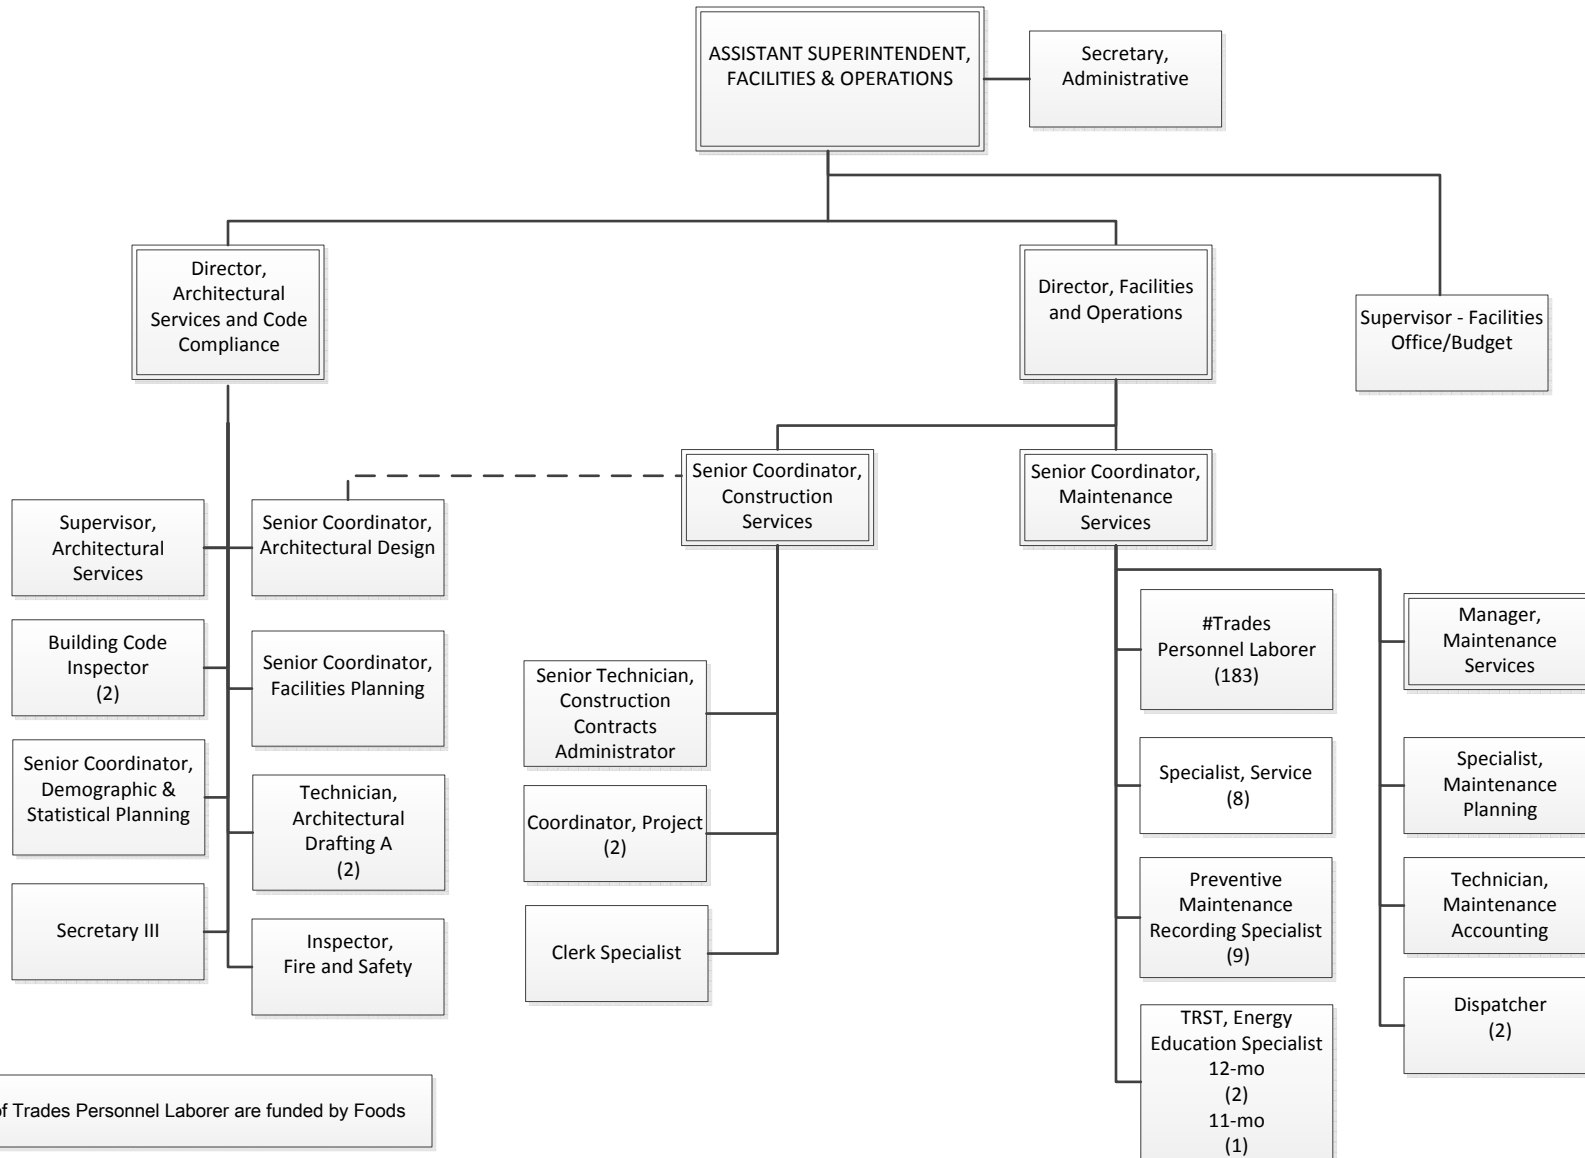 ASSISTANT SUPERINTENDENT,
FACILITIES & OPERATIONS
Secretary,
Administrative
Director,
Architectural
Services and Code
Compliance
Director, Facilities
and Operations
Supervisor - Facilities
Office/Budget
Senior Coordinator,
Construction
Services
Senior Coordinator,
Maintenance
Services
Supervisor,
Architectural
Services
Senior Coordinator,
Architectural Design
Building Code
Inspector
(2)
Senior Coordinator,
Facilities Planning
Senior Coordinator,
Demographic &
Statistical Planning
Technician,
Architectural
Drafting A
(2)
Secretary III
Inspector,
Fire and Safety
Senior Technician,
Construction
Contracts
Administrator
Coordinator, Project
(2)
Clerk Specialist
#Trades
Personnel Laborer
(183)
Specialist, Service
(8)
Preventive
Maintenance
Recording Specialist
(9)
TRST, Energy
Education Specialist
12-mo
(2)
11-mo
(1)
Manager,
Maintenance
Services
Specialist,
Maintenance
Planning
Technician,
Maintenance
Accounting
Dispatcher
(2)
of Trades Personnel Laborer are funded by Foods